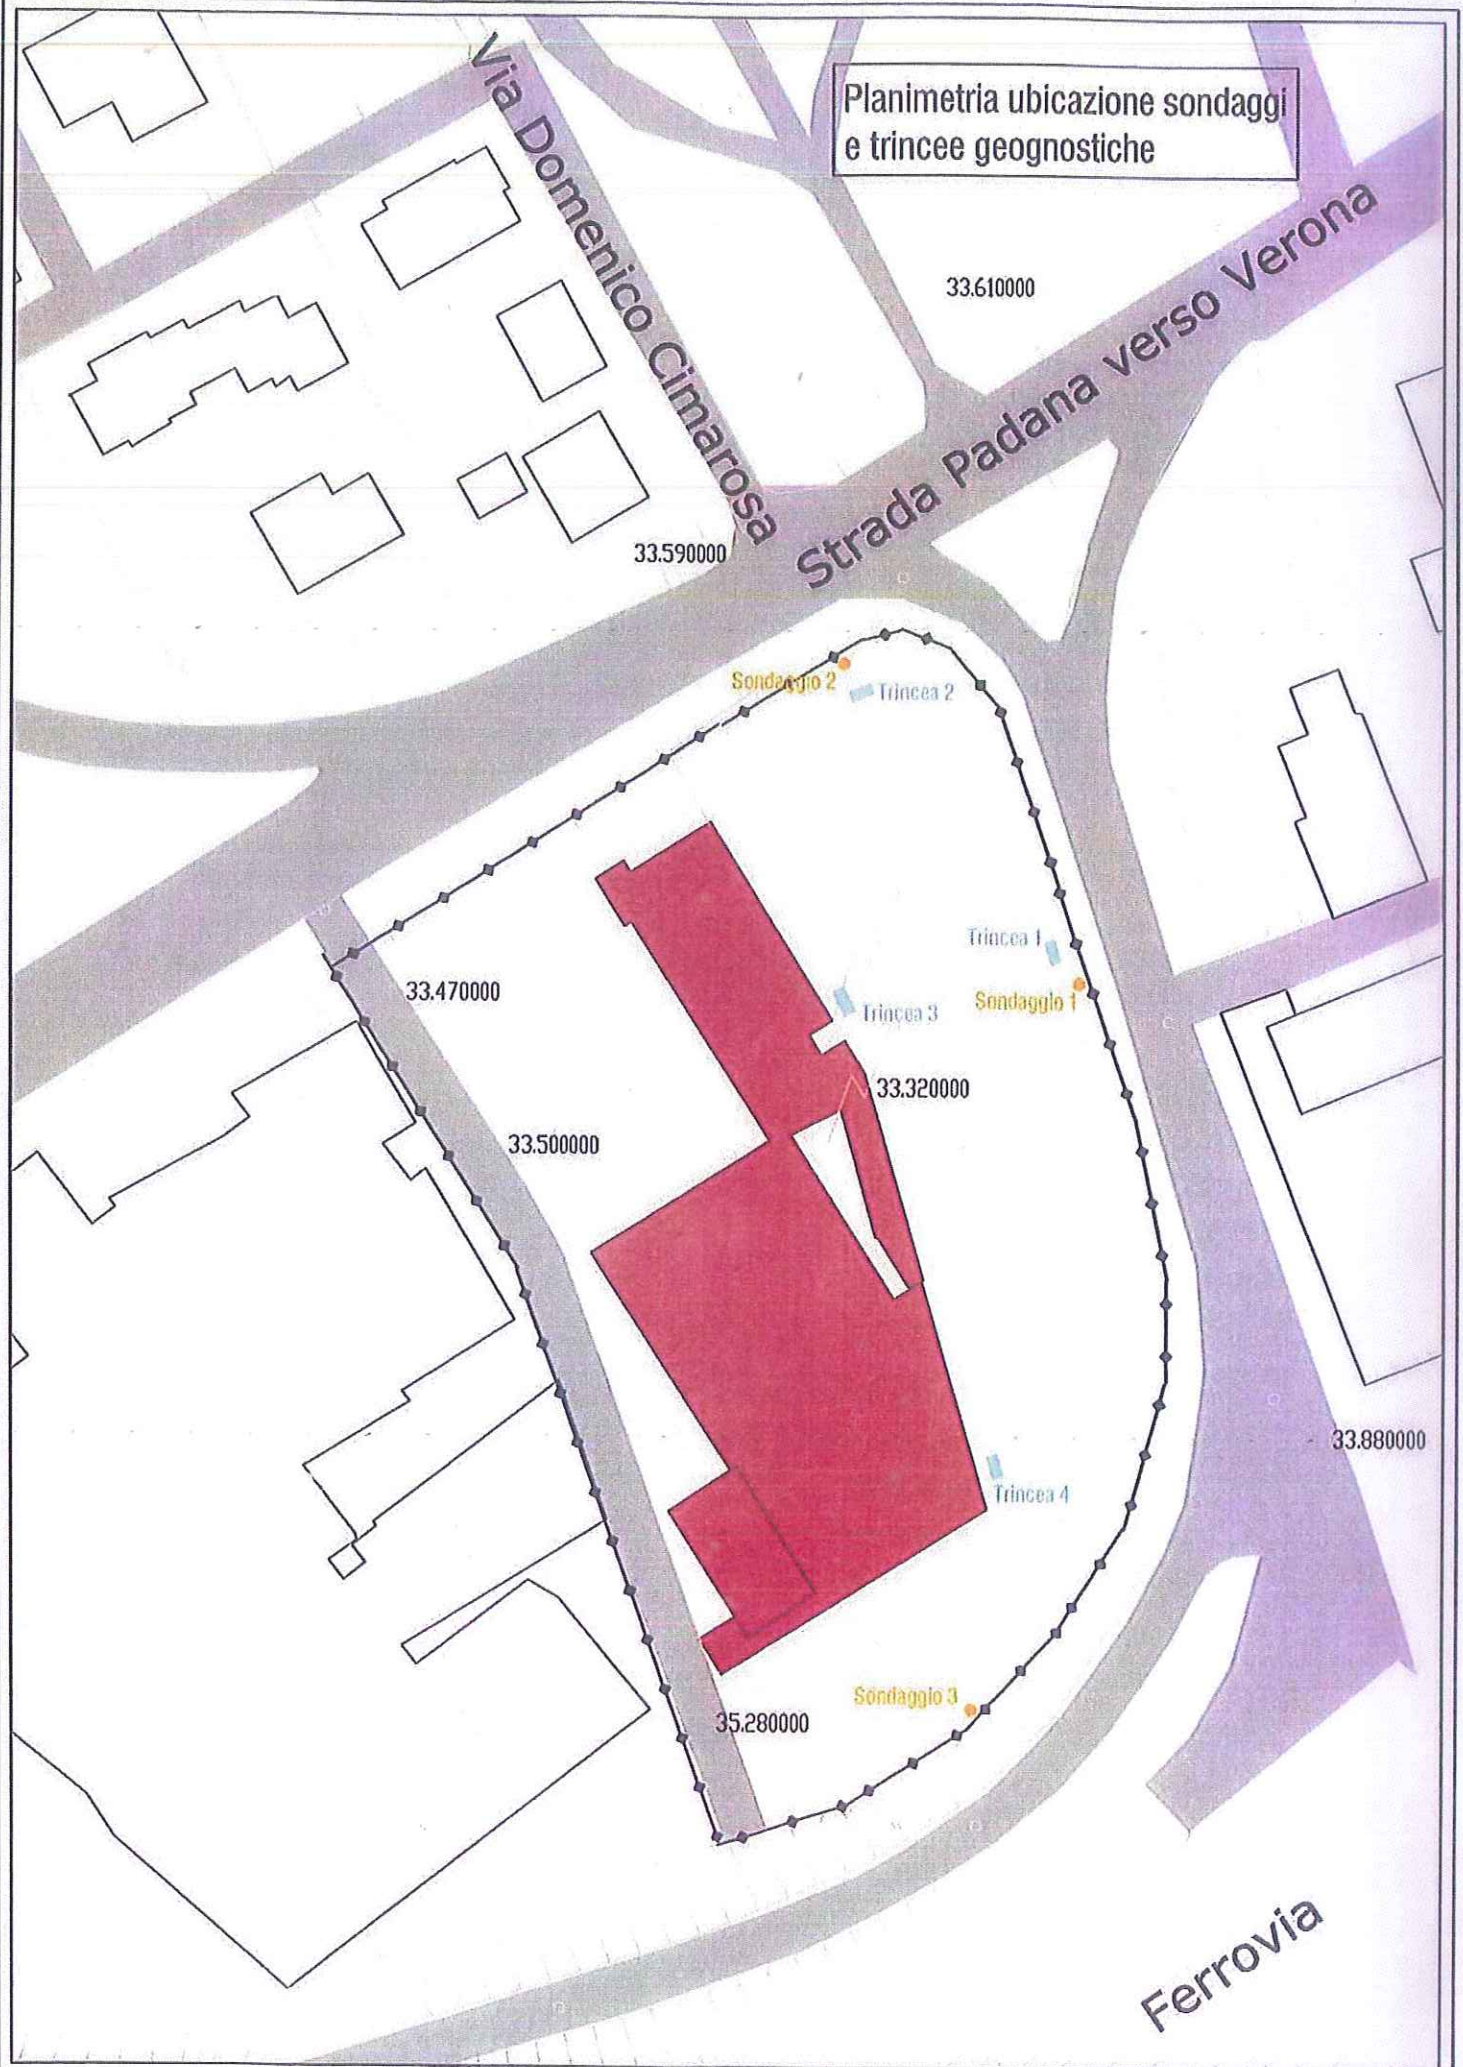 Planimetria ubicazione sondaggi
e trincee geognostiche
Via Domenico Cimarosa
33.610000
Strada Padana verso Verona
33.590000
Sondaggio 2
Trincea 2
Trincea 1
33.470000
Sondaggio 1
Trincea 3
33.320000
33.500000
33.880000
Trincea 4
Sondaggio 3
35.280000
Ferrovia